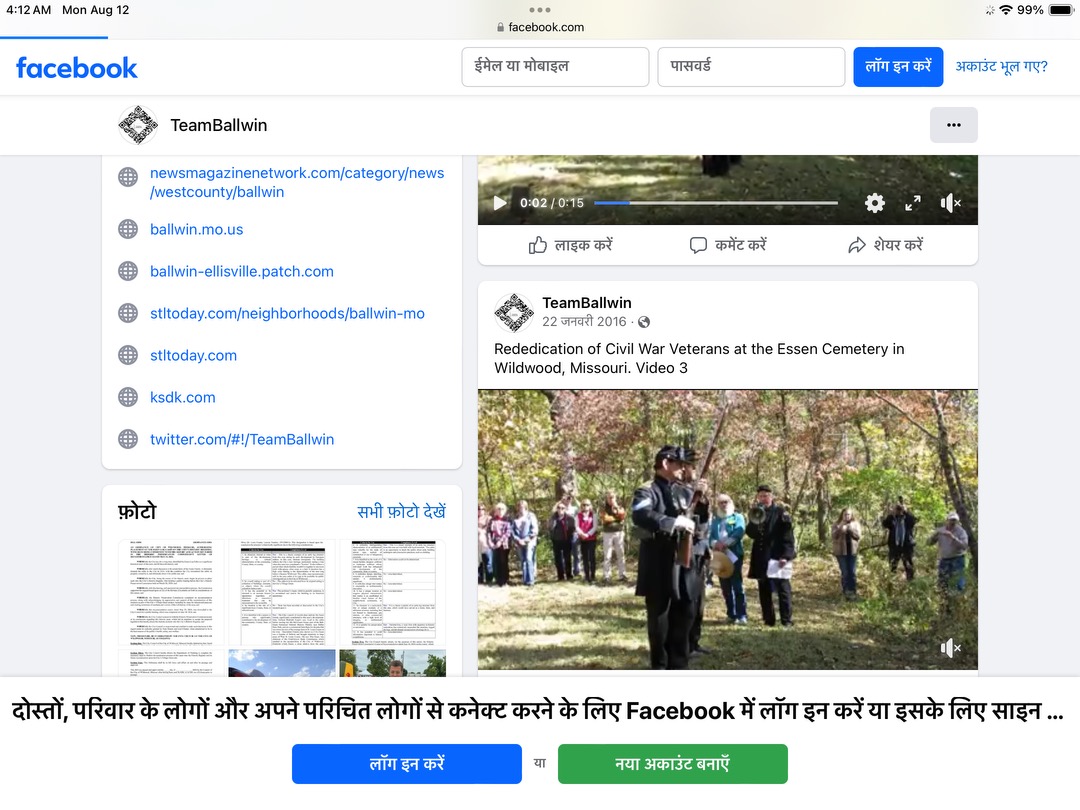 4:12 AM Mon Aug 12
facebook.com
99%
facebook
ईमेल या मोबाइल
पासवर्ड
लॉग इन करें
अकाउंट भूल गए?
TeamBallwin
newsmagazinenetwork.com/category/news
/westcounty/ballwin
ballwin.mo.us
ballwin-ellisville.patch.com
stltoday.com/neighborhoods/ballwin-mo
stltoday.com
ksdk.com
twitter.com/#!/TeamBallwin
फ़ोटो
सभी फ़ोटो देखें
0:02 / 0:15
लाइक करें
कमेंट करें
शेयर करें
TeamBallwin
22 जनवरी 2016 ·
Rededication of Civil War Veterans at the Essen Cemetery in
Wildwood, Missouri. Video 3
दोस्तों, परिवार के लोगों और अपने परिचित लोगों से कनेक्ट करने के लिए Facebook में लॉग इन करें या इसके लिए साइन ...
लॉग इन करें
या
नया अकाउंट बनाएँ